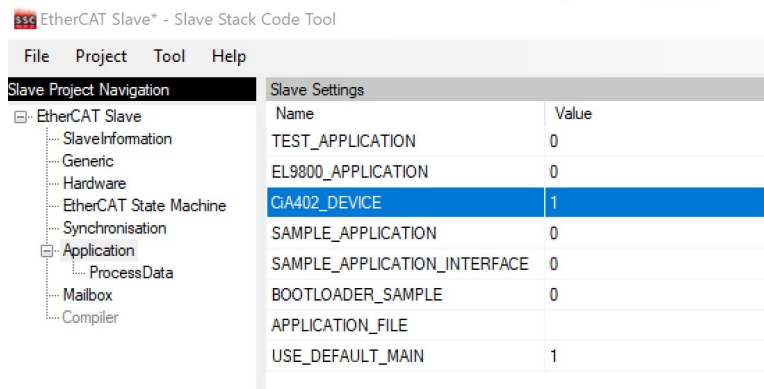 ssc EtherCAT Slave* - Slave Stack Code Tool
File Project Tool Help
Slave Project Navigation
EtherCAT Slave
SlaveInformation
Generic
Hardware
EtherCAT State Machine
Synchronisation
Application
ProcessData
Mailbox
Compiler
Slave Settings
Name Value
TEST_APPLICATION 0
EL9800_APPLICATION 0
CiA402_DEVICE 1
SAMPLE_APPLICATION 0
SAMPLE_APPLICATION_INTERFACE 0
BOOTLOADER_SAMPLE 0
APPLICATION_FILE
USE_DEFAULT_MAIN 1